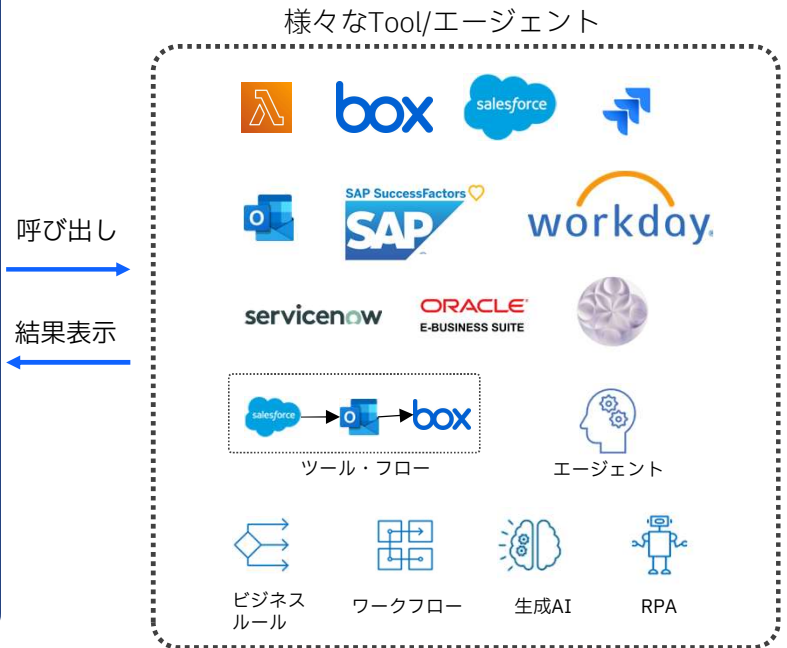 様々なTool/エージェント
λ
box
salesforce
呼び出し
結果表示
O
SAP SuccessFactors
SAP
workday.
servicenow
ORACLE
E-BUSINESS SUITE
salesforce
O
box
ツール・フロー
エージェント
ビジネス
ルール
ワークフロー
生成AI
RPA